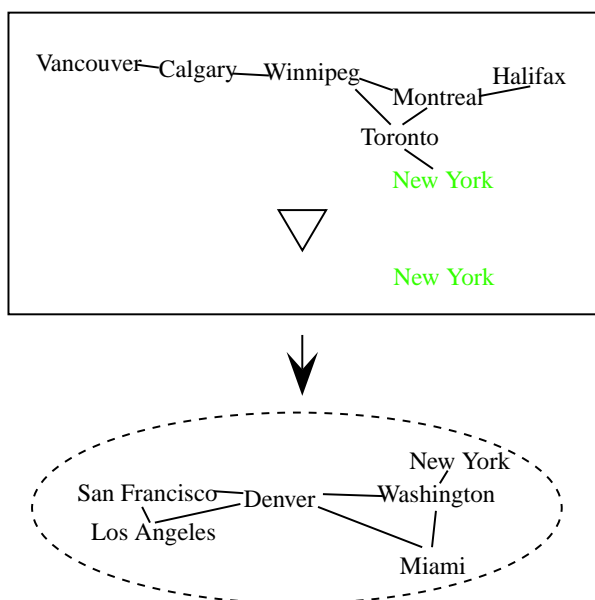 Vancouver Calgary Winnipeg Halifax
Montreal
Toronto
New York
New York
New York
San Francisco Denver Washington
Los Angeles
Miami